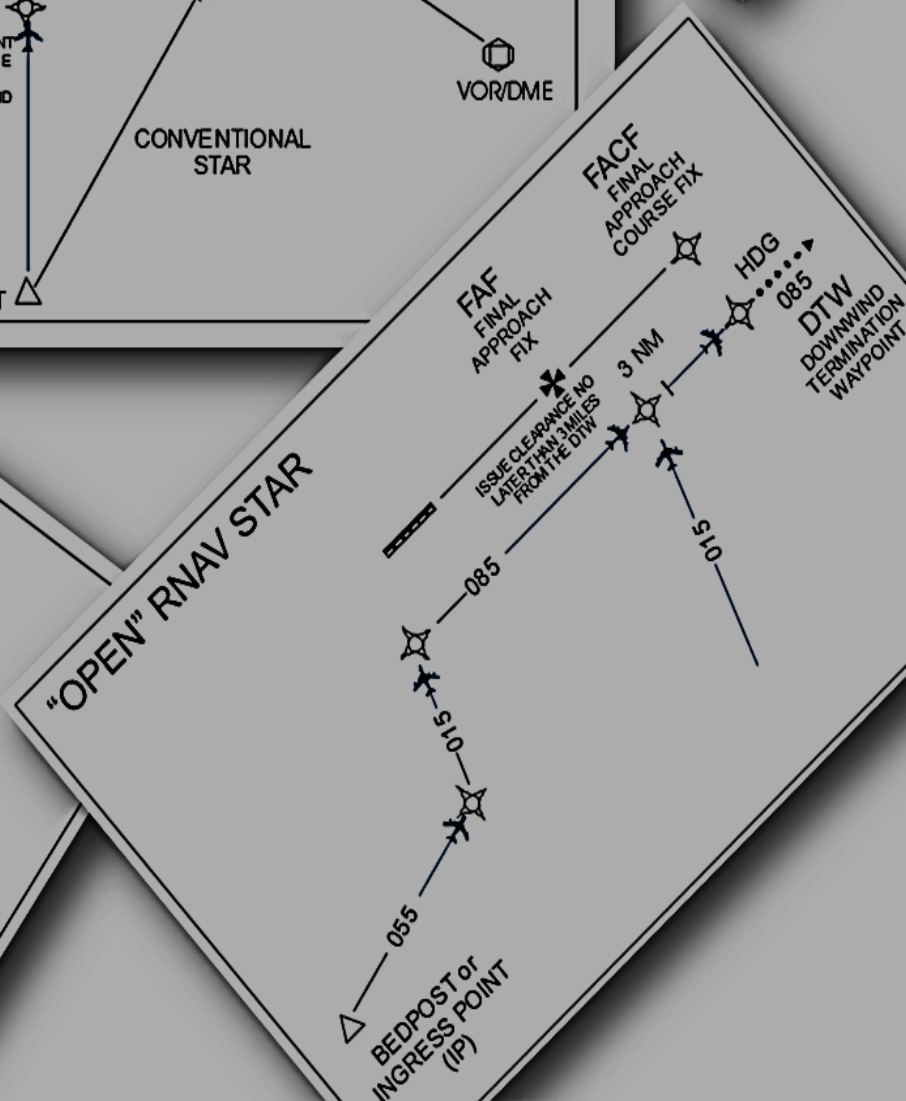 VOR/DME
CONVENTIONAL
STAR
FACF
FINAL
APPROACH
COURSE FIX
HDG
085
DTW
DOWNWIND
TERMINATION
WAYPOINT
FAF
FINAL
APPROACH
FIX
3 NM
ISSUE CLEARANCE NO
LATER THAN 3 MILES
FROM THE DTW
"OPEN" RNAV STAR
085
015
015
055
BEDPOST or
INGRESS POINT
(IP)